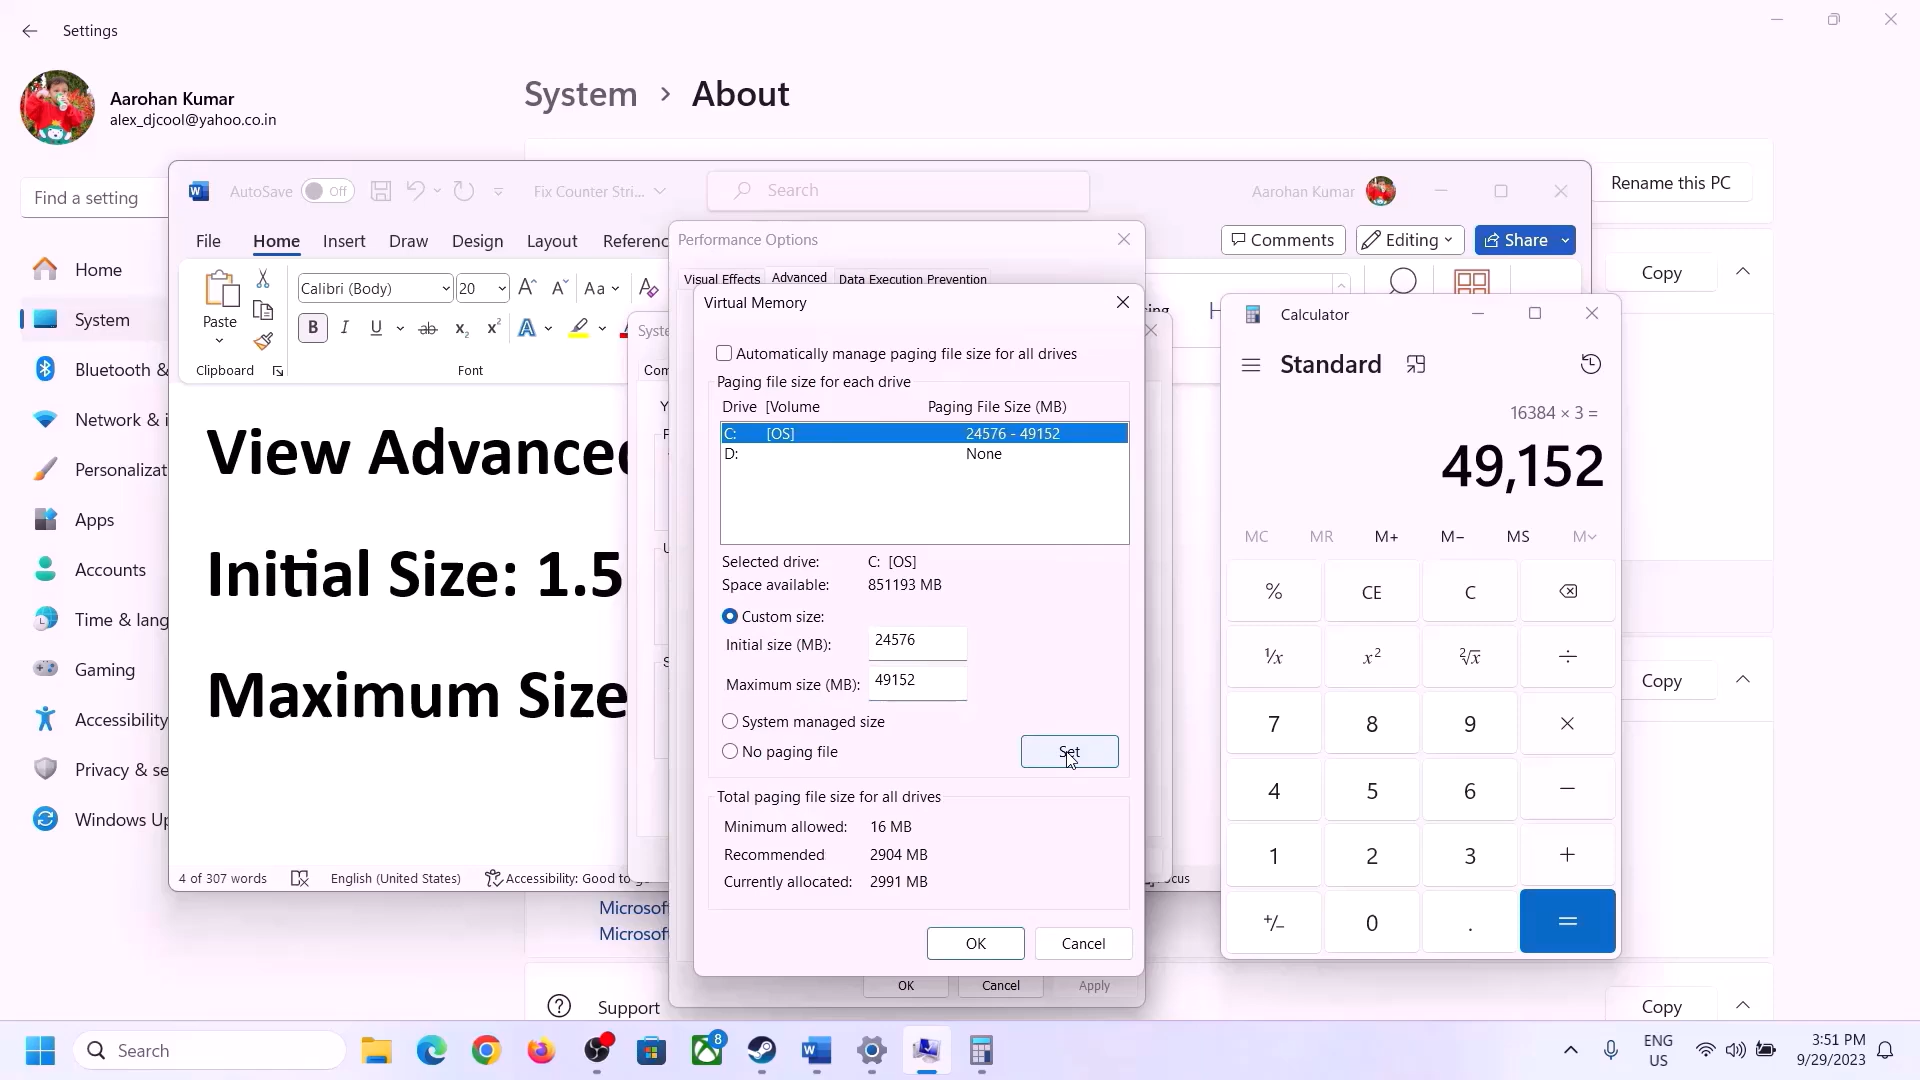 Settings
Aarohan Kumar
alex_djcool@yahoo.co.in
System > About
Find a setting
Home
System
Bluetooth &
Network & i
Personalizat
Apps
Accounts
Time & lang
Gaming
Accessibility
Privacy & se
Windows Up
Rename this PC
Copy
Copy
Copy
AutoSave Off
Fix Counter Stri...
Search
Aarohan Kumar
File Home Insert Draw Design Layout Referenc
Comments Editing Share
Paste
Calibri (Body) 20
Clipboard Font
View Advanced
Initial Size: 1.5
Maximum Size
4 of 307 words English (United States) Accessibility: Good to
Microsof
Microsof
Support
Performance Options
Visual Effects Advanced Data Execution Prevention
Syste
Com
Virtual Memory
Automatically manage paging file size for all drives
Paging file size for each drive
Drive [Volume Paging File Size (MB)
C: [OS] 24576 - 49152
D: None
Selected drive: C: [OS]
Space available: 851193 MB
Custom size:
Initial size (MB): 24576
Maximum size (MB): 49152
System managed size
No paging file
Set
Total paging file size for all drives
Minimum allowed: 16 MB
Recommended 2904 MB
Currently allocated: 2991 MB
OK Cancel
OK Cancel Apply
Calculator
Standard
16384 × 3 =
49,152
MC MR M+ M− MS M
% CE C
¹/x x² ²√x ÷
7 8 9 ×
4 5 6 −
1 2 3 +
+/− 0 . =
Search
8
ENG
US
3:51 PM
9/29/2023